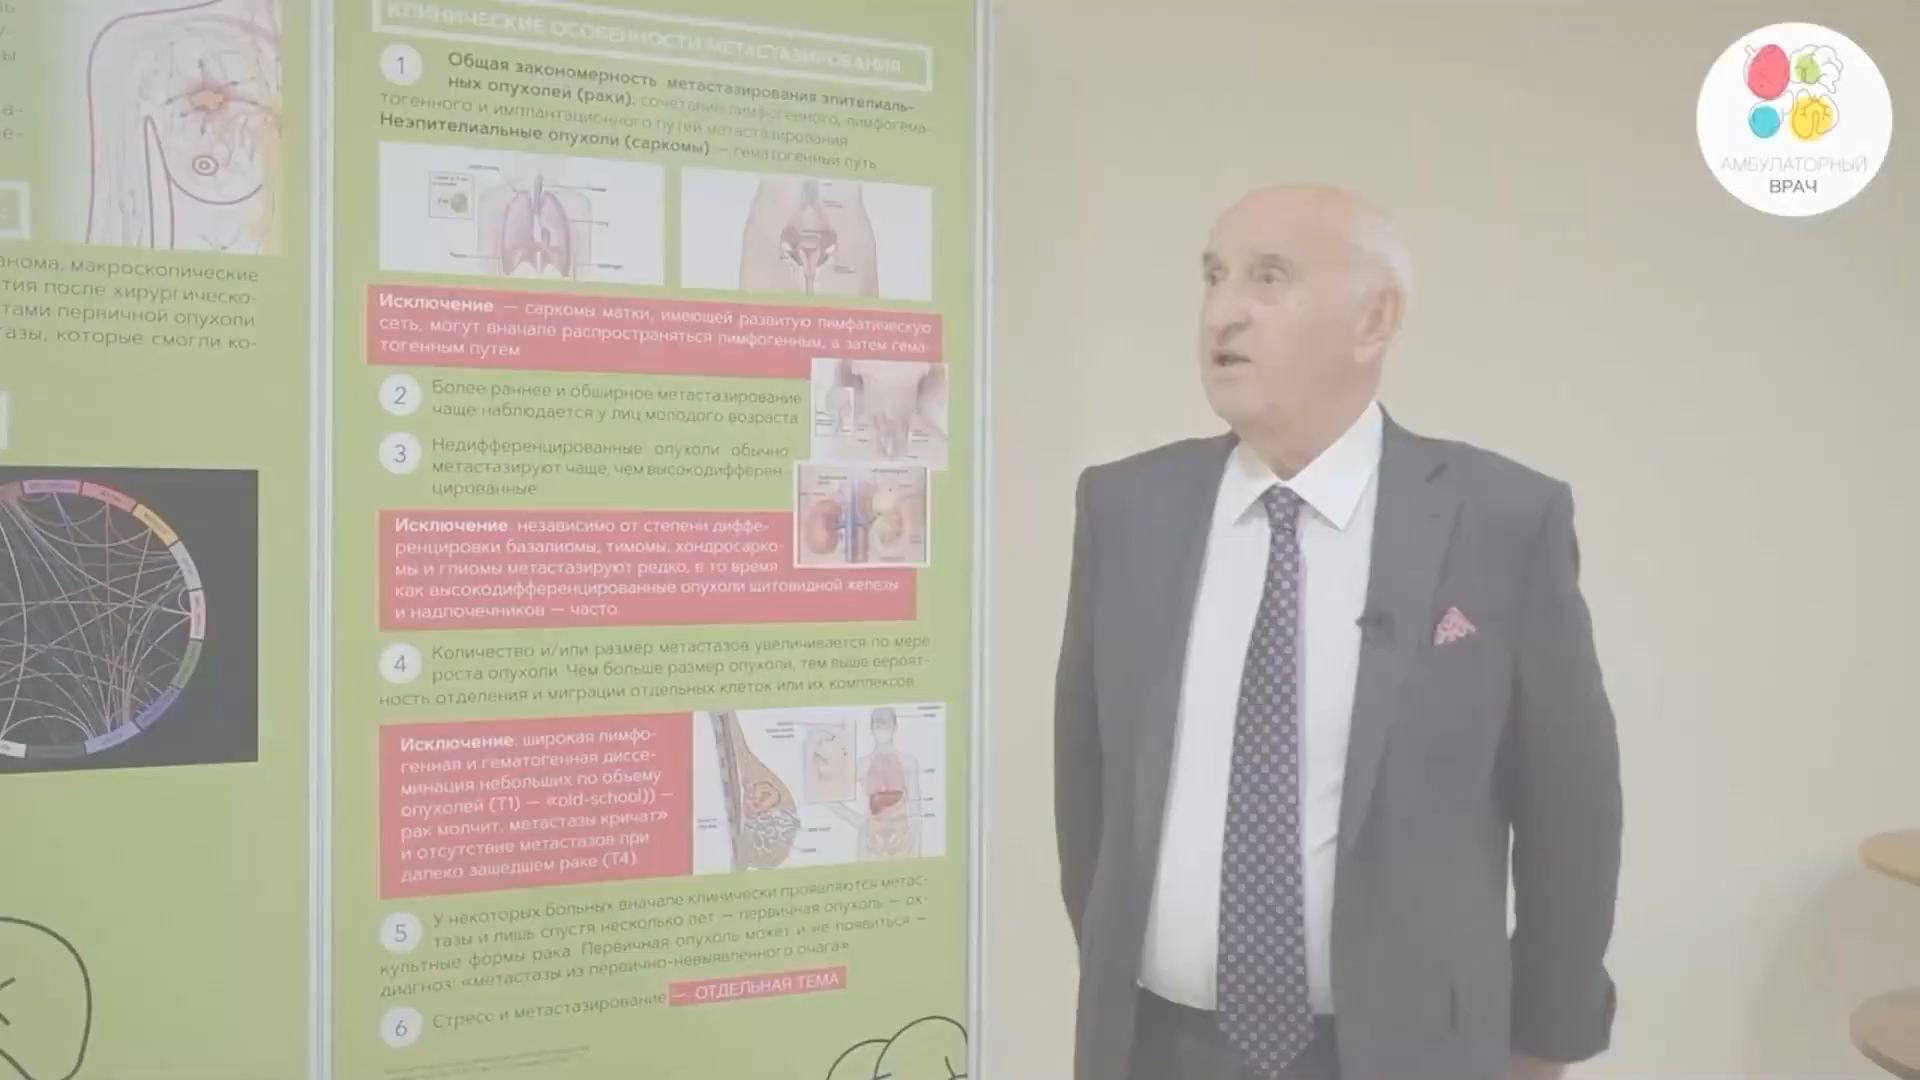 КЛИНИЧЕСКИЕ ОСОБЕННОСТИ МЕТАСТАЗИРОВАНИЯ
1
Общая закономерность метастазирования эпителиаль-
ных опухолей (раки): сочетание лимфогенного, лимфогема-
тогенного и имплантационного путей метастазирования.
Неэпителиальные опухоли (саркомы) — гематогенный путь
Исключение — саркомы матки, имеющей развитую лимфатическую
сеть, могут вначале распространяться лимфогенным, а затем гема-
тогенным путем
2
Более раннее и обширное метастазирование
чаще наблюдается у лиц молодого возраста
3
Недифференцированные опухоли обычно
метастазируют чаще, чем высокодифферен-
цированные
Исключение: независимо от степени диффе-
ренцировки базалиомы, тимомы, хондросарко-
мы и глиомы метастазируют редко, в то время
как высокодифференцированные опухоли щитовидной железы
и надпочечников — часто.
4
Количество и/или размер метастазов увеличивается по мере
роста опухоли. Чем больше размер опухоли, тем выше вероят-
ность отделения и миграции отдельных клеток или их комплексов
Исключение: широкая лимфо-
генная и гематогенная диссе-
минация небольших по объему
опухолей (T1) — «old-school)) —
рак молчит, метастазы кричат»
и отсутствие метастазов при
далеко зашедшем раке (T4).
5
У некоторых больных вначале клинически проявляются метас-
тазы и лишь спустя несколько лет — первичная опухоль — ок-
культные формы рака. Первичная опухоль может и не появиться —
диагноз: «метастазы из первично-невыявленного очага»
6
Стресс и метастазирование — ОТДЕЛЬНАЯ ТЕМА
анома, макроскопические
тия после хирургическо-
тами первичной опухоли
азы, которые смогли ко-
АМБУЛАТОРНЫЙ
ВРАЧ